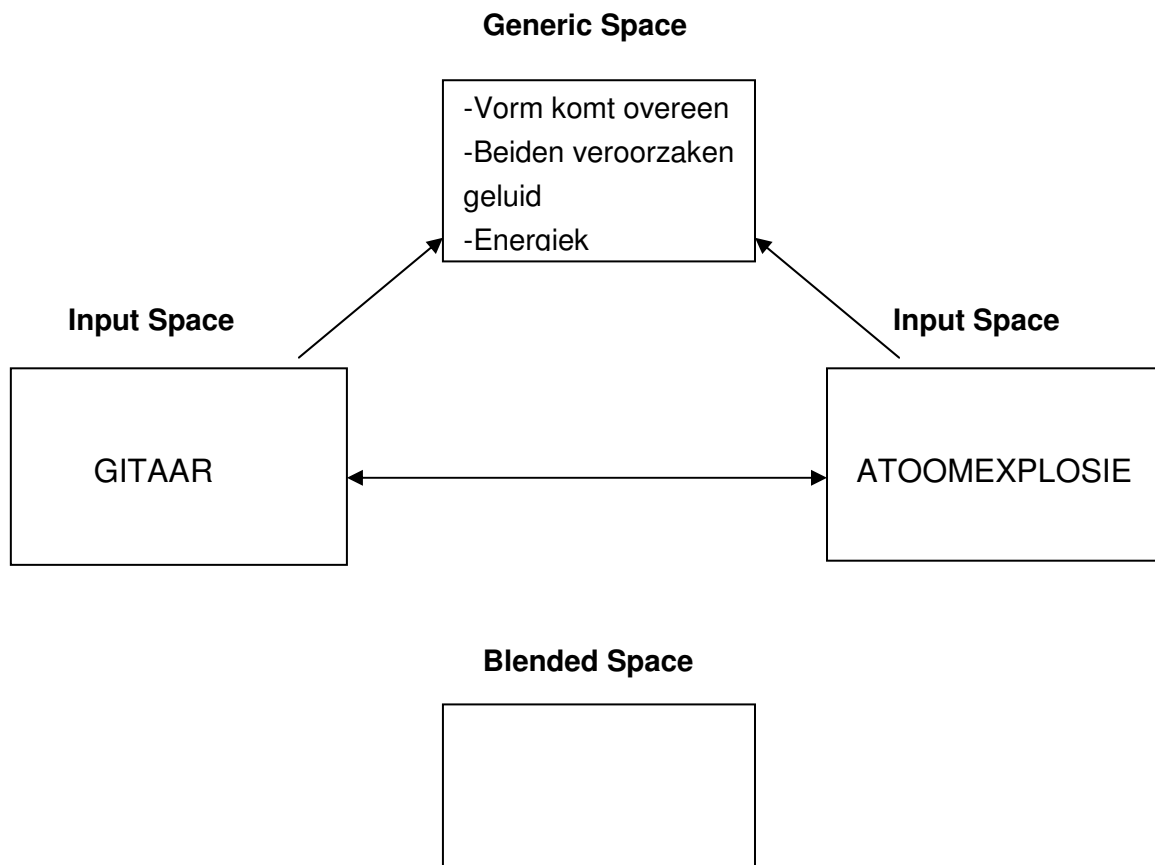 Generic Space
-Vorm komt overeen
-Beiden veroorzaken
geluid
-Energiek
Input Space
Input Space
GITAAR
ATOOMEXPLOSIE
Blended Space